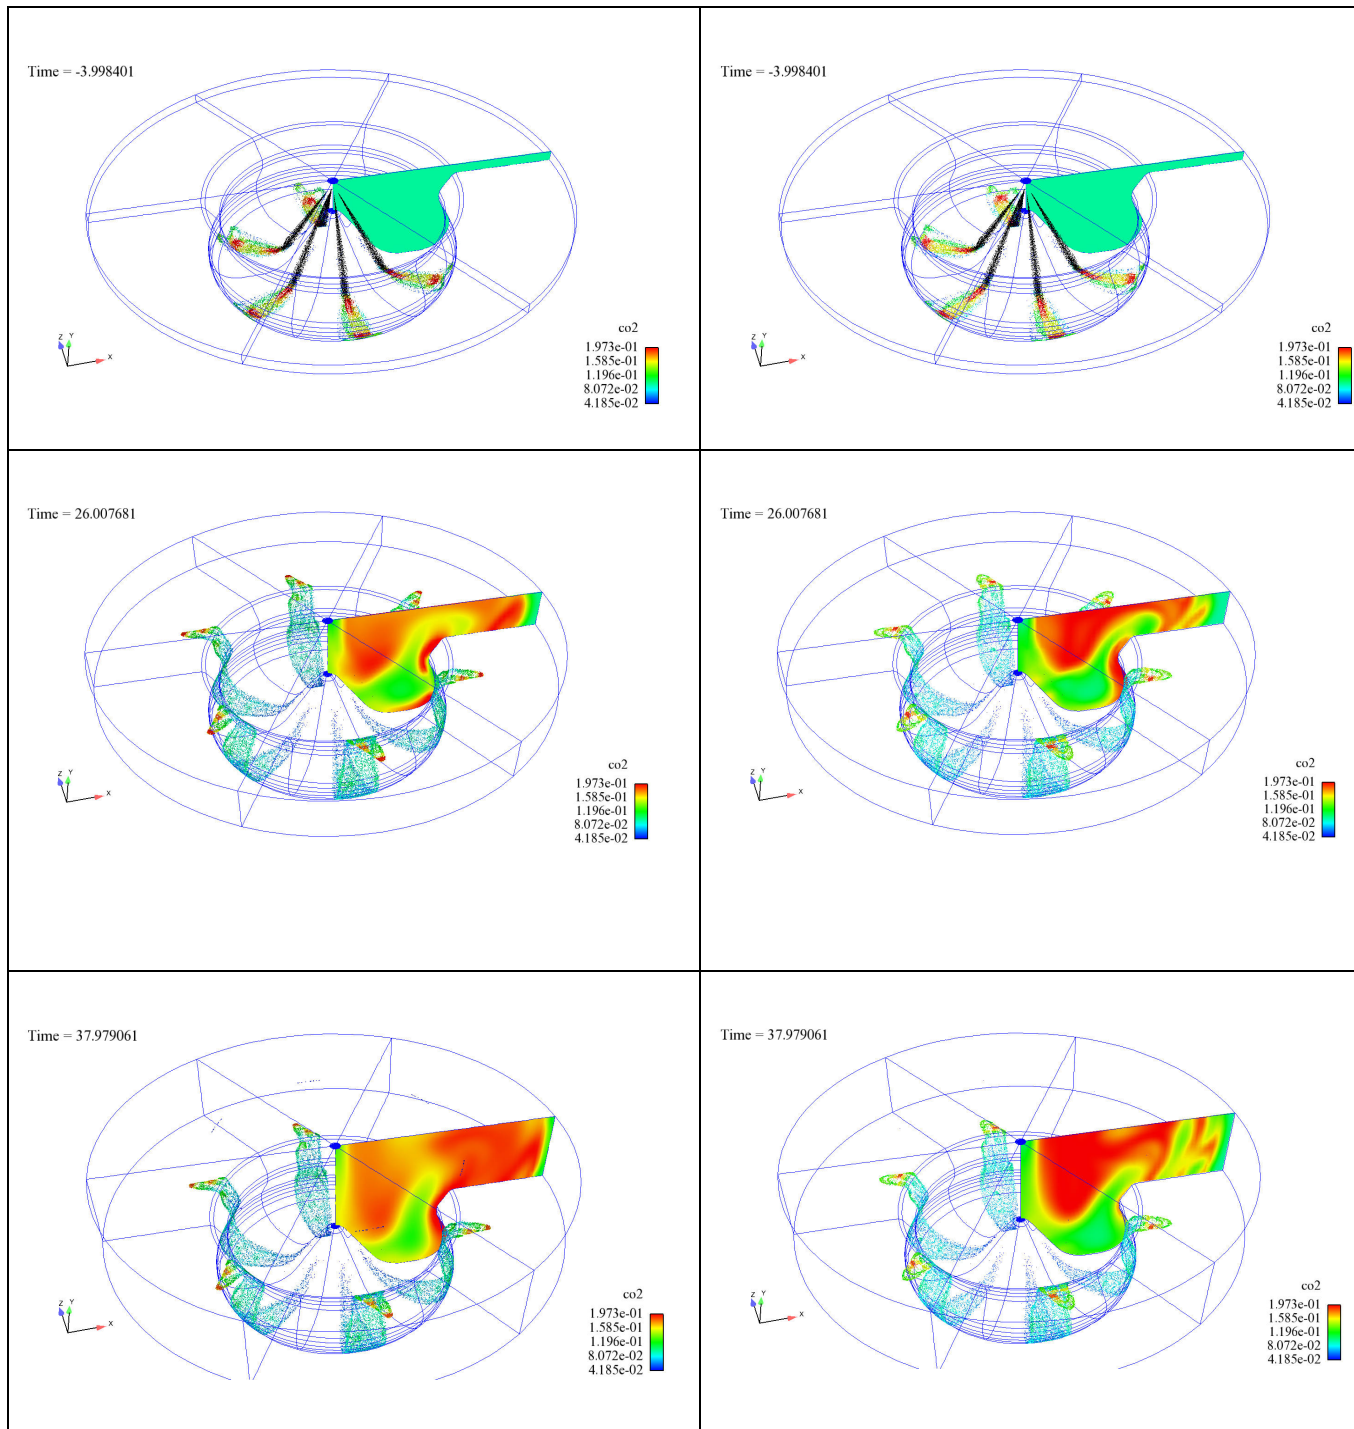 Time = -3.998401
Z Y X
co2
1.973e-01
1.585e-01
1.196e-01
8.072e-02
4.185e-02
Time = -3.998401
Z Y X
co2
1.973e-01
1.585e-01
1.196e-01
8.072e-02
4.185e-02
Time = 26.007681
Z Y X
co2
1.973e-01
1.585e-01
1.196e-01
8.072e-02
4.185e-02
Time = 26.007681
Z Y X
co2
1.973e-01
1.585e-01
1.196e-01
8.072e-02
4.185e-02
Time = 37.979061
Z Y X
co2
1.973e-01
1.585e-01
1.196e-01
8.072e-02
4.185e-02
Time = 37.979061
Z Y X
co2
1.973e-01
1.585e-01
1.196e-01
8.072e-02
4.185e-02